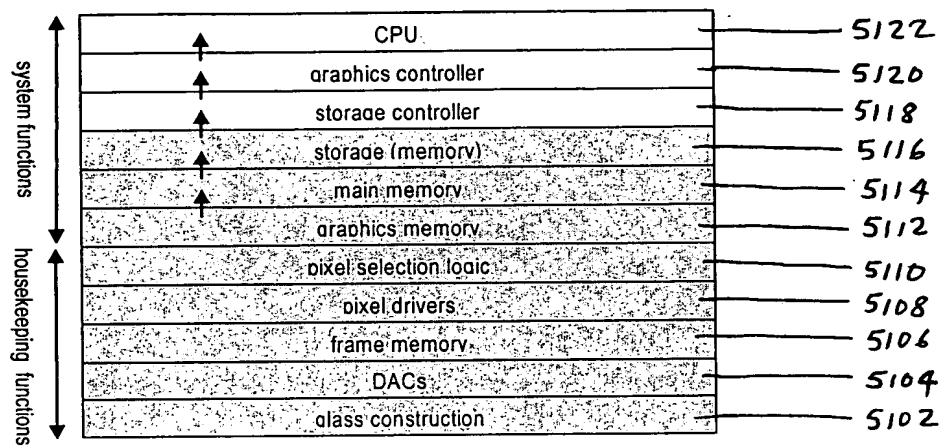 CPU 5122
graphics controller 5120
storage controller 5118
storage (memory) 5116
main memory 5114
graphics memory 5112
pixel selection logic 5110
pixel drivers 5108
frame memory 5106
DACs 5104
glass construction 5102
system functions
housekeeping functions